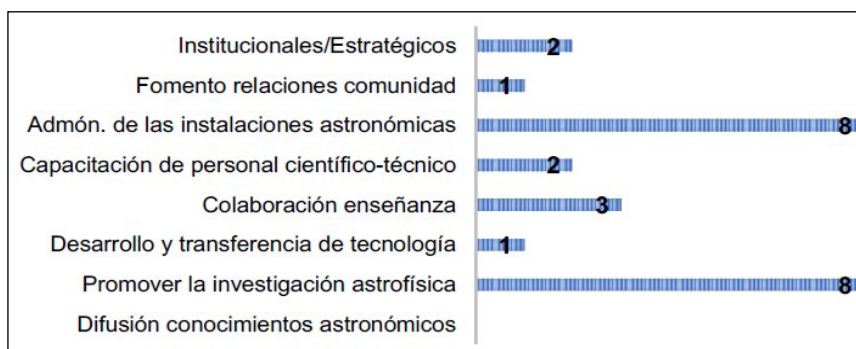 Institucionales/Estratégicos 2
Fomento relaciones comunidad 1
Admón. de las instalaciones astronómicas 8
Capacitación de personal científico-técnico 2
Colaboración enseñanza 3
Desarrollo y transferencia de tecnología 1
Promover la investigación astrofísica 8
Difusión conocimientos astronómicos